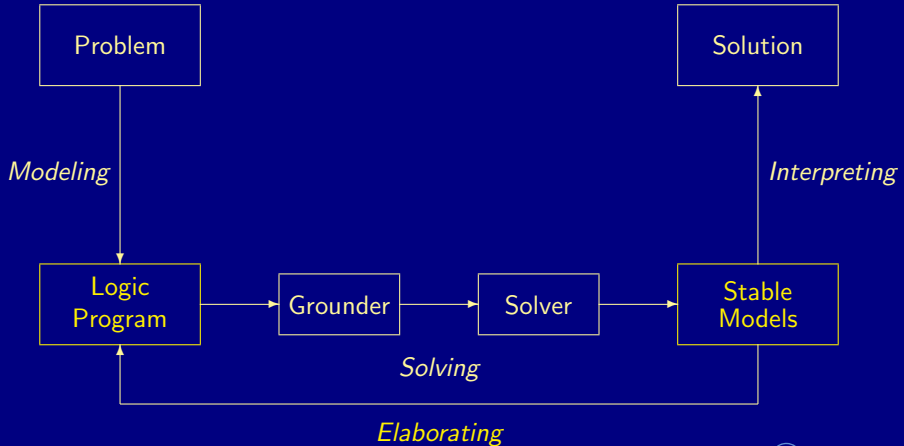 Problem
Solution
Modeling
Interpreting
Logic
Program
Grounder
Solver
Stable
Models
Solving
Elaborating